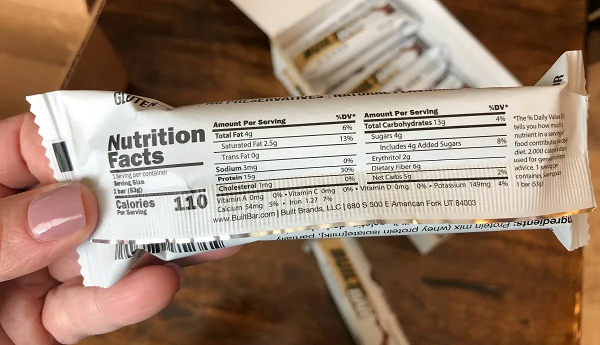 GLUTEN
NO PRESERVATIVES | NATURAL
Nutrition
Facts
1 Serving per container
Serving Size
1 bar (53g)
Calories 110
Per Serving
Amount Per Serving %DV*
Total Fat 4g 6%
Saturated Fat 2.5g 13%
Trans Fat 0g
Sodium 3mg 0%
Protein 15g 30%
Cholesterol 1mg 0%
Amount Per Serving %DV*
Total Carbohydrates 13g 4%
Sugars 4g
Includes 4g Added Sugars 8%
Erythritol 2g
Dietary Fiber 6g
Net Carbs 5g 2%
Vitamin A 0mg 0% • Vitamin C 0mg 0% • Vitamin D 0mg 0% • Potassium 149mg 4%
Calcium 54mg 5% • Iron 1.27 7%
www.BuiltBar.com | Built Brands, LLC | 680 S 500 E American Fork UT 84003
*The % Daily Value
tells you how much
nutrient in a serving
food contributes
diet. 2,000 calories
used for general
advice. 1 serving
container
1 bar (53g)
Ingredients: Protein mix (whey protein isolate[milk], partially
BUILT
BAR